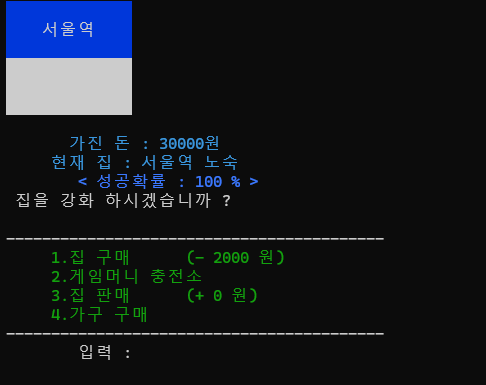 서울역
가진 돈 : 30000원
현재 집 : 서울역 노숙
< 성공확률 : 100 % >
집을 강화 하시겠습니까 ?
------------------------------------------
1.집 구매 (- 2000 원)
2.게임머니 충전소
3.집 판매 (+ 0 원)
4.가구 구매
------------------------------------------
입력 :